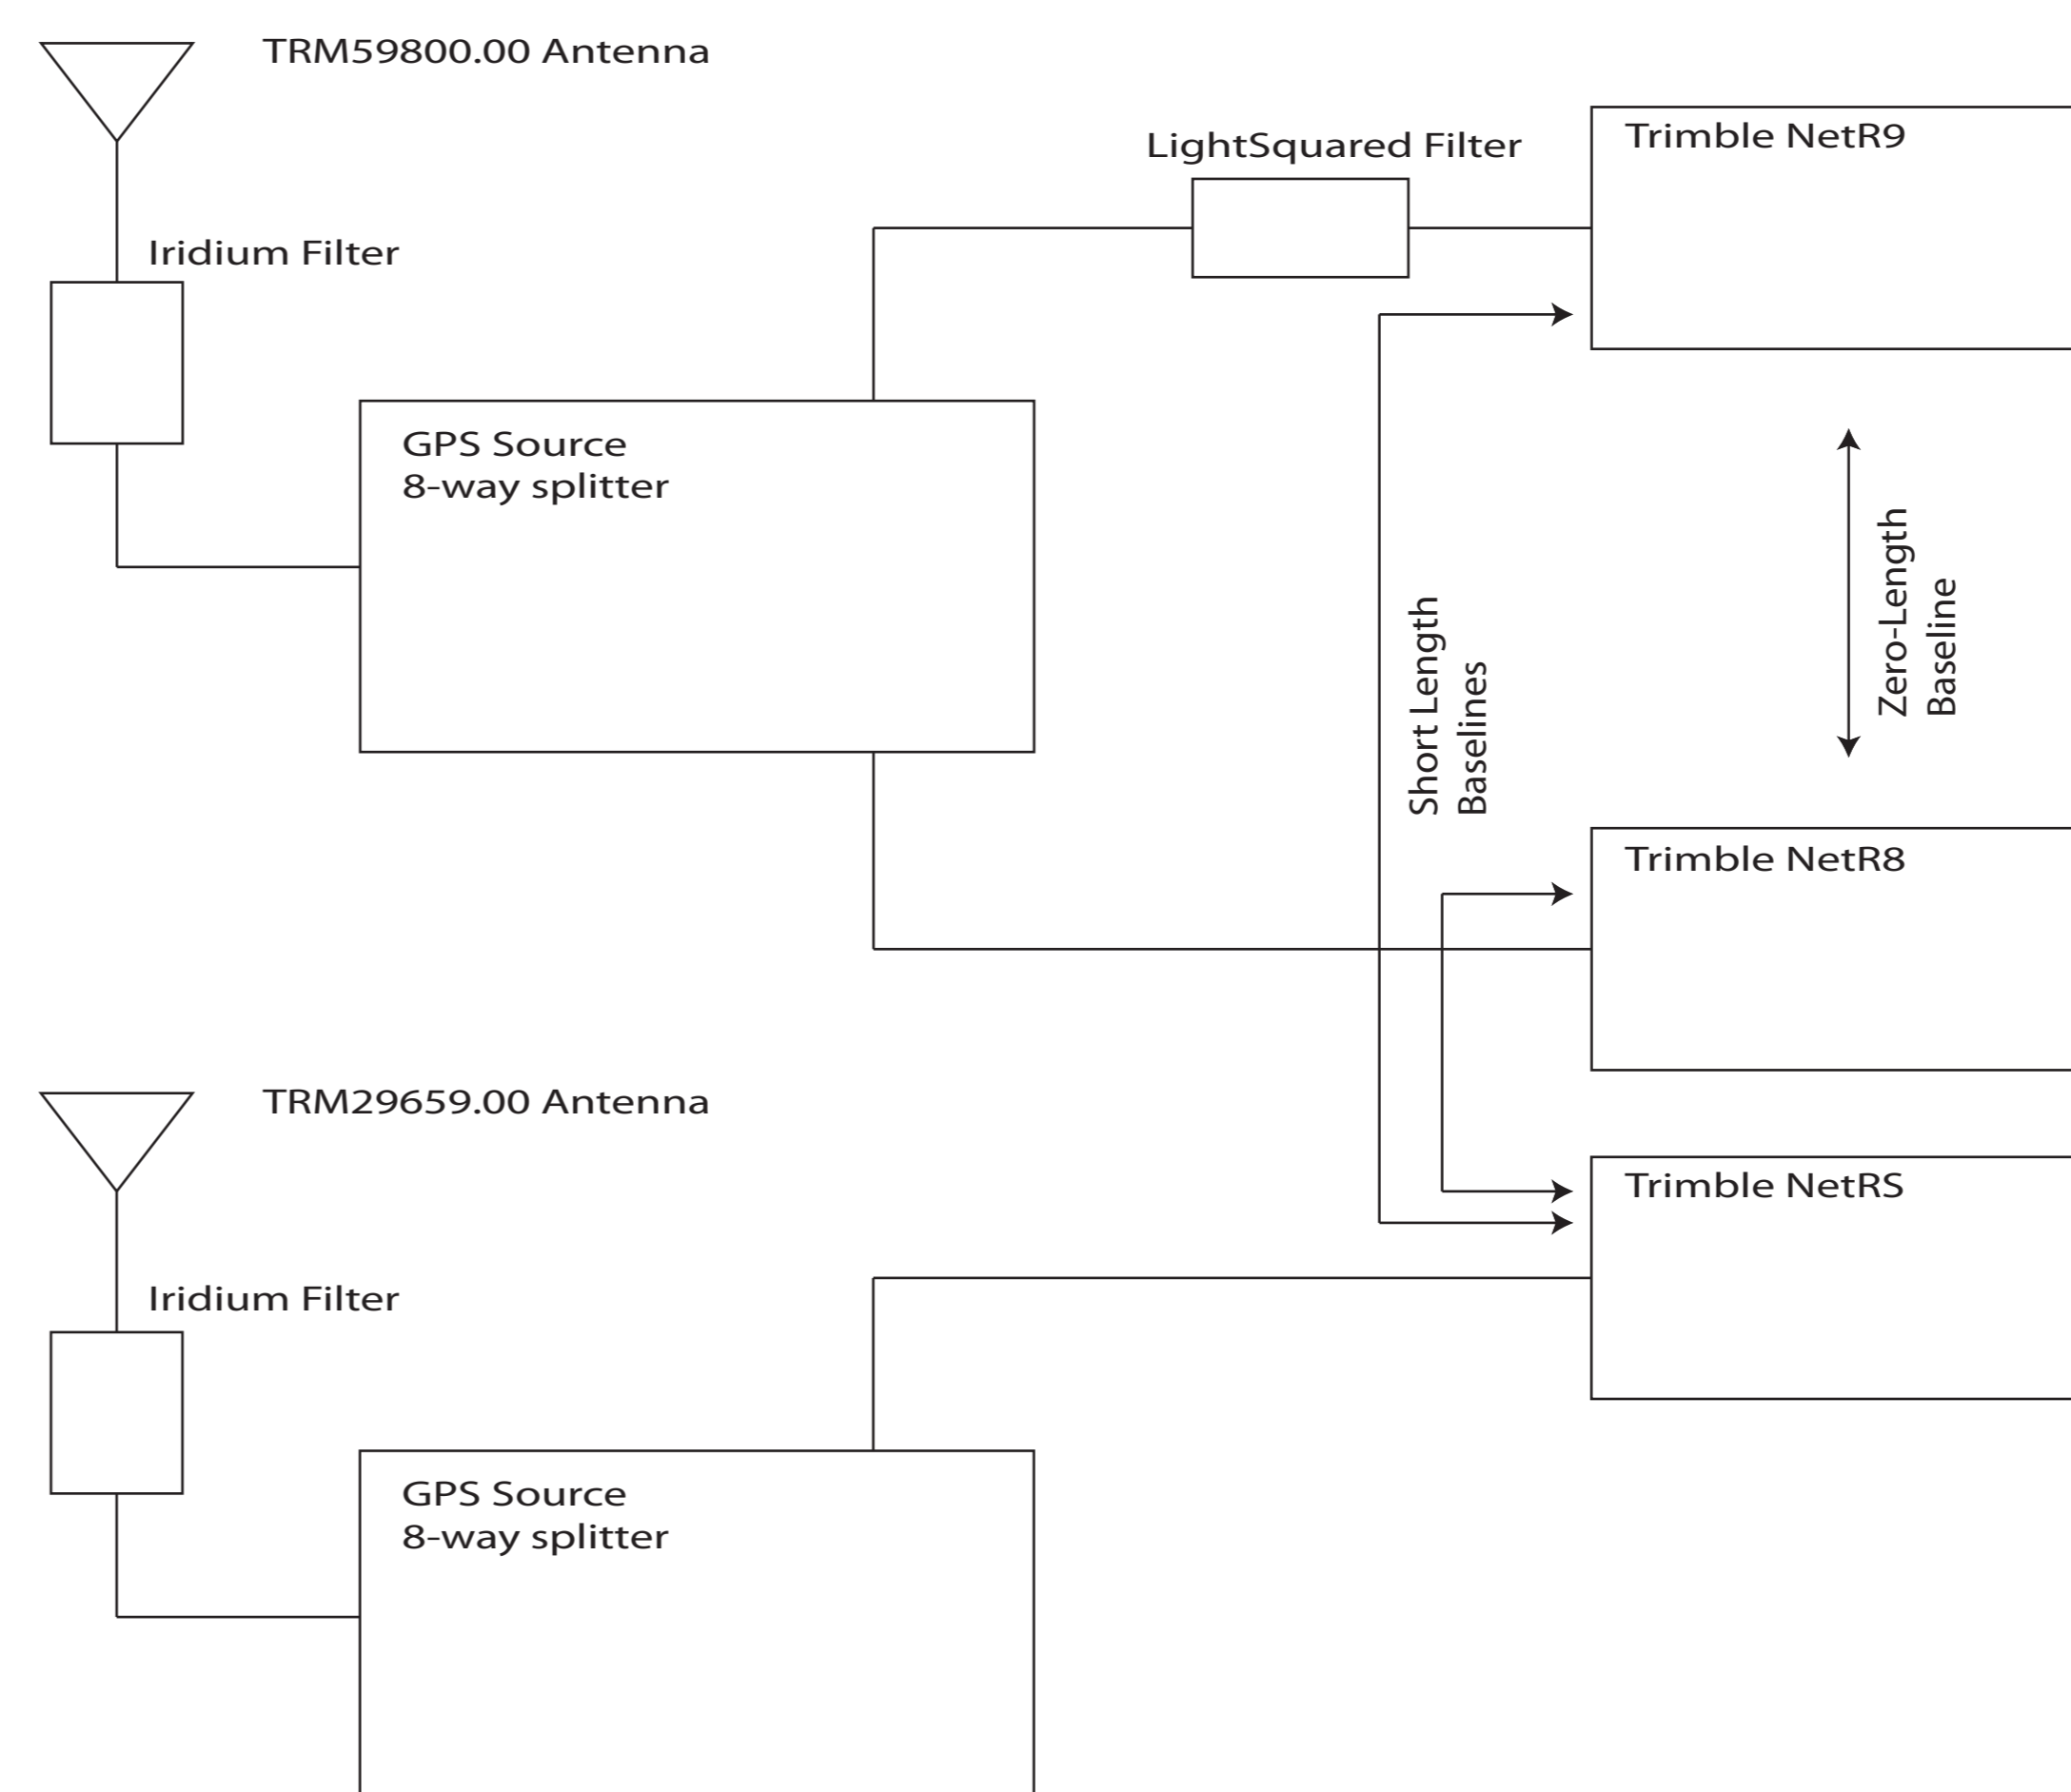 TRM59800.00 Antenna
LightSquared Filter
Trimble NetR9
Iridium Filter
GPS Source
8-way splitter
Zero-Length
Baseline
Short Length
Baselines
Trimble NetR8
TRM29659.00 Antenna
Trimble NetRS
Iridium Filter
GPS Source
8-way splitter